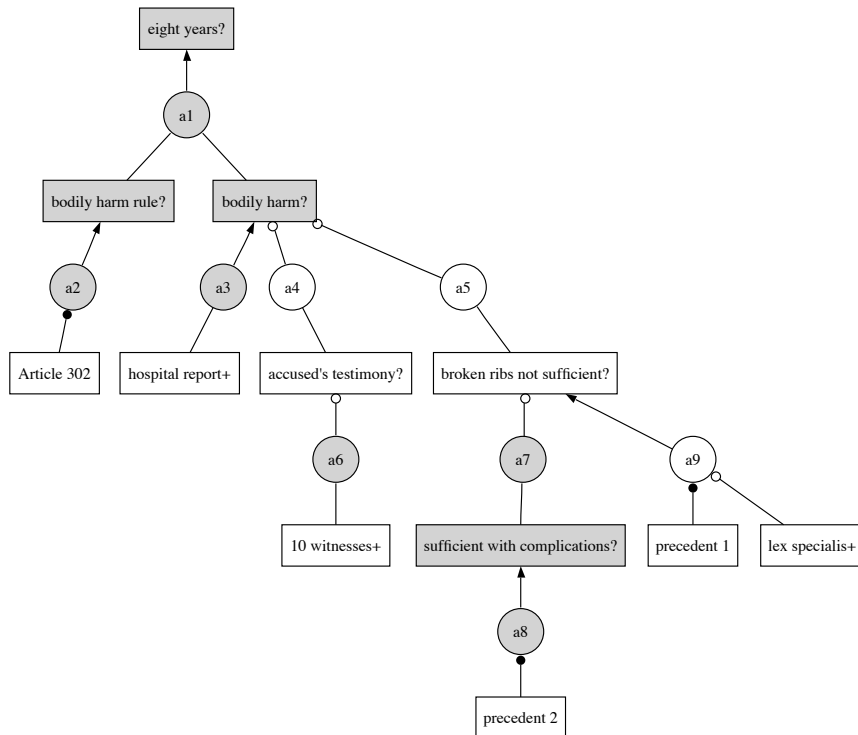 eight years?
a1
bodily harm rule?
bodily harm?
a2
a3
a4
a5
Article 302
hospital report+
accused's testimony?
broken ribs not sufficient?
a6
a7
a9
10 witnesses+
sufficient with complications?
precedent 1
lex specialis+
a8
precedent 2